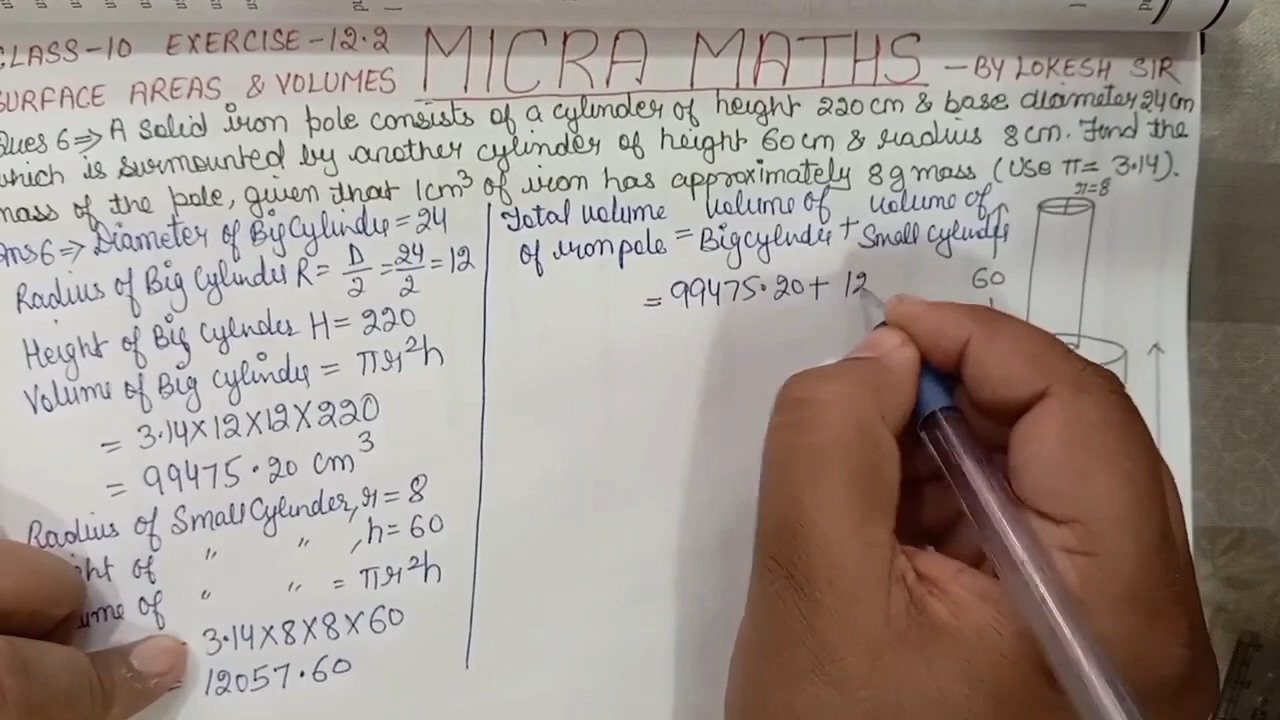 CLASS-10 EXERCISE-12.2
SURFACE AREAS & VOLUMES
MICRA MATHS
- BY LOKESH SIR
Ques 6 ⇒ A solid iron pole consists of a cylinder of height 220 cm & base diameter 24 cm
which is surmounted by another cylinder of height 60 cm & radius 8 cm. Find the
mass of the pole, given that 1cm³ of iron has approximately 8 g mass (Use π = 3.14).
Ans 6 ⇒ Diameter of Big Cylinder = 24
Radius of Big Cylinder R = D/2 = 24/2 = 12
Height of Big Cylinder H = 220
Volume of Big Cylinder = πr²h
= 3.14×12×12×220
= 99475.20 cm³
Radius of Small Cylinder, r = 8
ght of " " , h = 60
ume of " " = πr²h
3.14×8×8×60
= 12057.60
Total volume of iron pole = Volume of Big cylinder + Volume of Small cylinder
= 99475.20 + 12
r=8
60